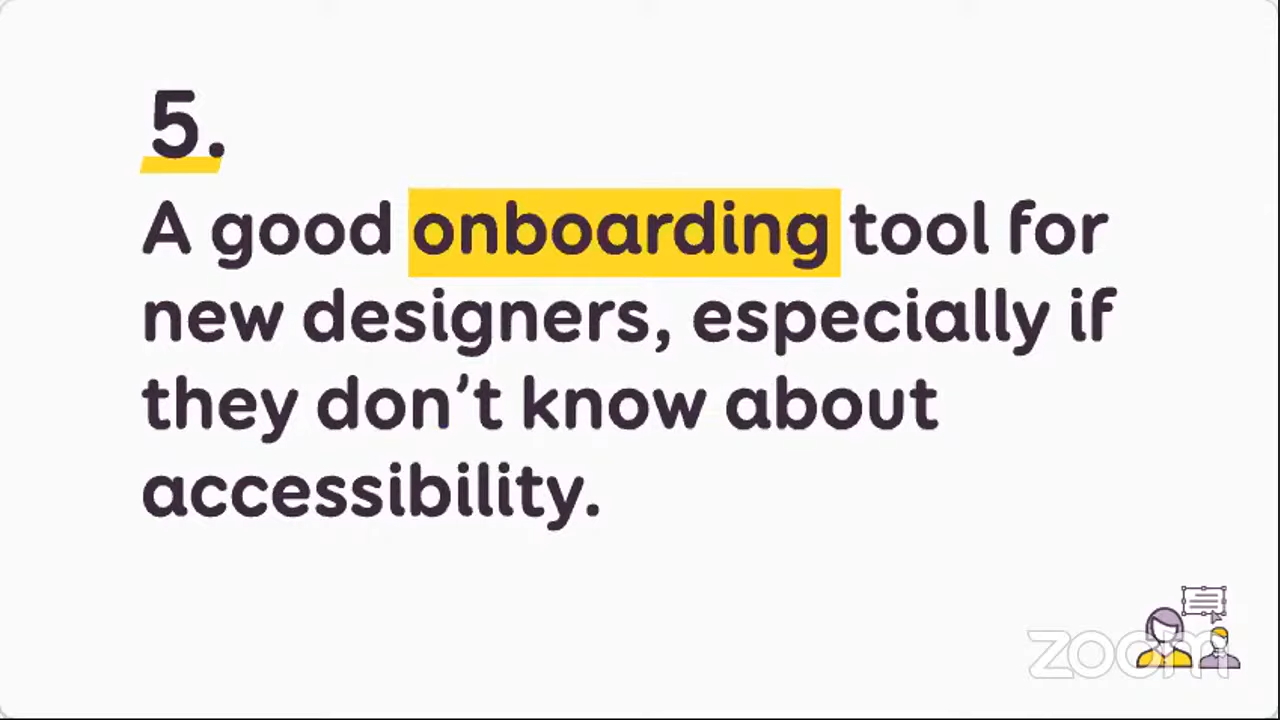 5.
A good onboarding tool for
new designers, especially if
they don’t know about
accessibility.
zoom